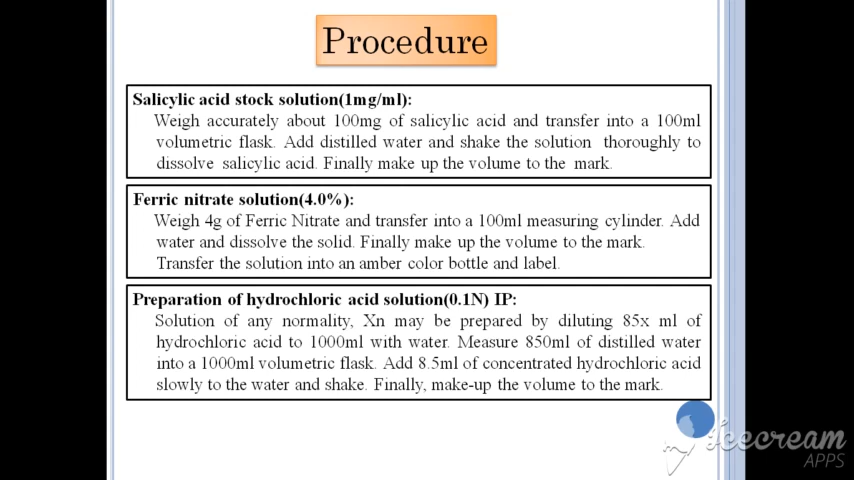 Procedure
Salicylic acid stock solution(1mg/ml):
Weigh accurately about 100mg of salicylic acid and transfer into a 100ml
volumetric flask. Add distilled water and shake the solution thoroughly to
dissolve salicylic acid. Finally make up the volume to the mark.
Ferric nitrate solution(4.0%):
Weigh 4g of Ferric Nitrate and transfer into a 100ml measuring cylinder. Add
water and dissolve the solid. Finally make up the volume to the mark.
Transfer the solution into an amber color bottle and label.
Preparation of hydrochloric acid solution(0.1N) IP:
Solution of any normality, Xn may be prepared by diluting 85x ml of
hydrochloric acid to 1000ml with water. Measure 850ml of distilled water
into a 1000ml volumetric flask. Add 8.5ml of concentrated hydrochloric acid
slowly to the water and shake. Finally, make-up the volume to the mark.
Icecream
APPS